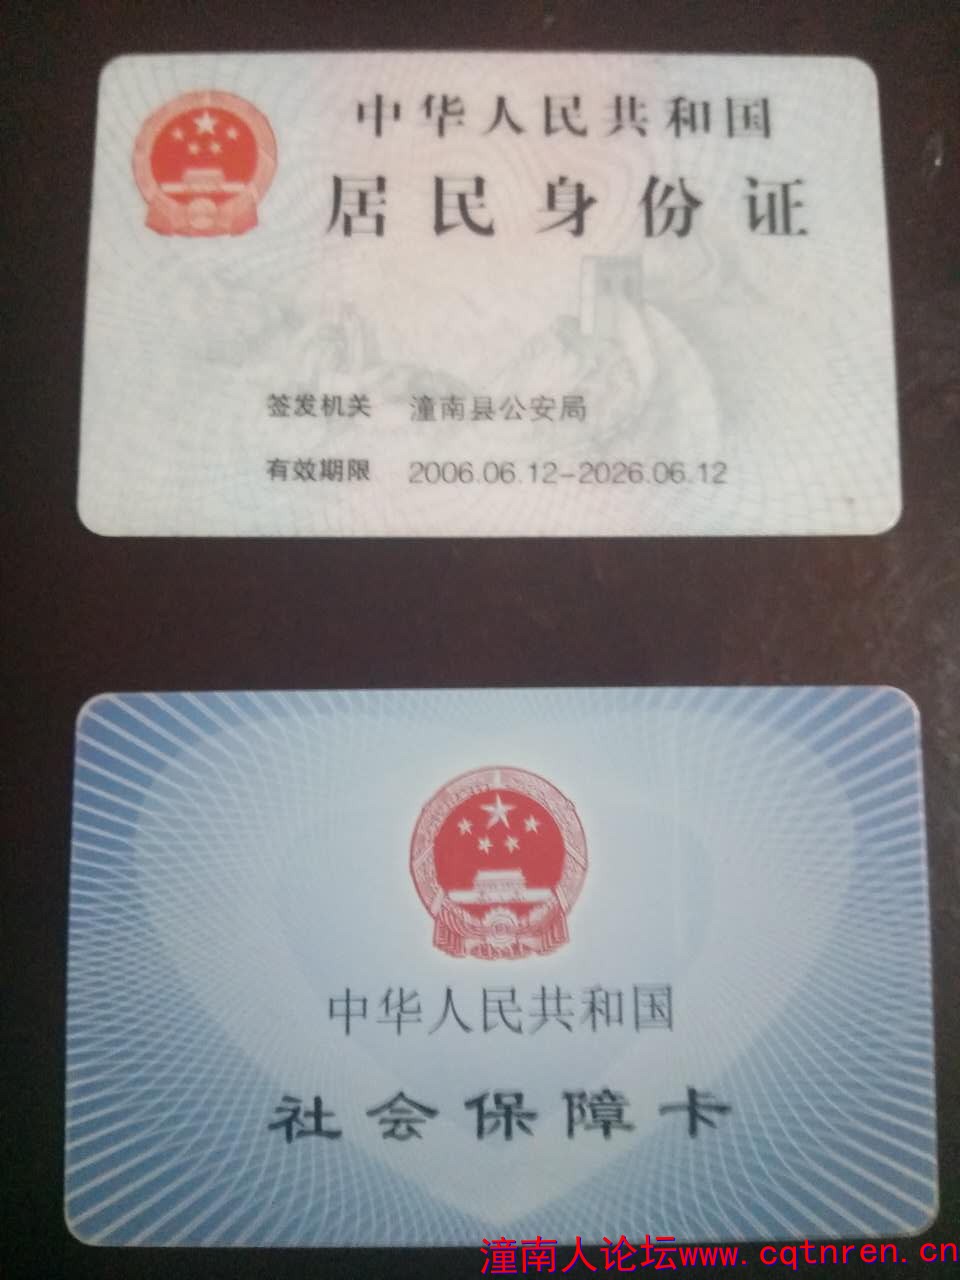 中华人民共和国
居民身份证
签发机关 潼南县公安局
有效期限 2006.06.12-2026.06.12
中华人民共和国
社会保障卡
潼南人论坛www.cqtnren.cn